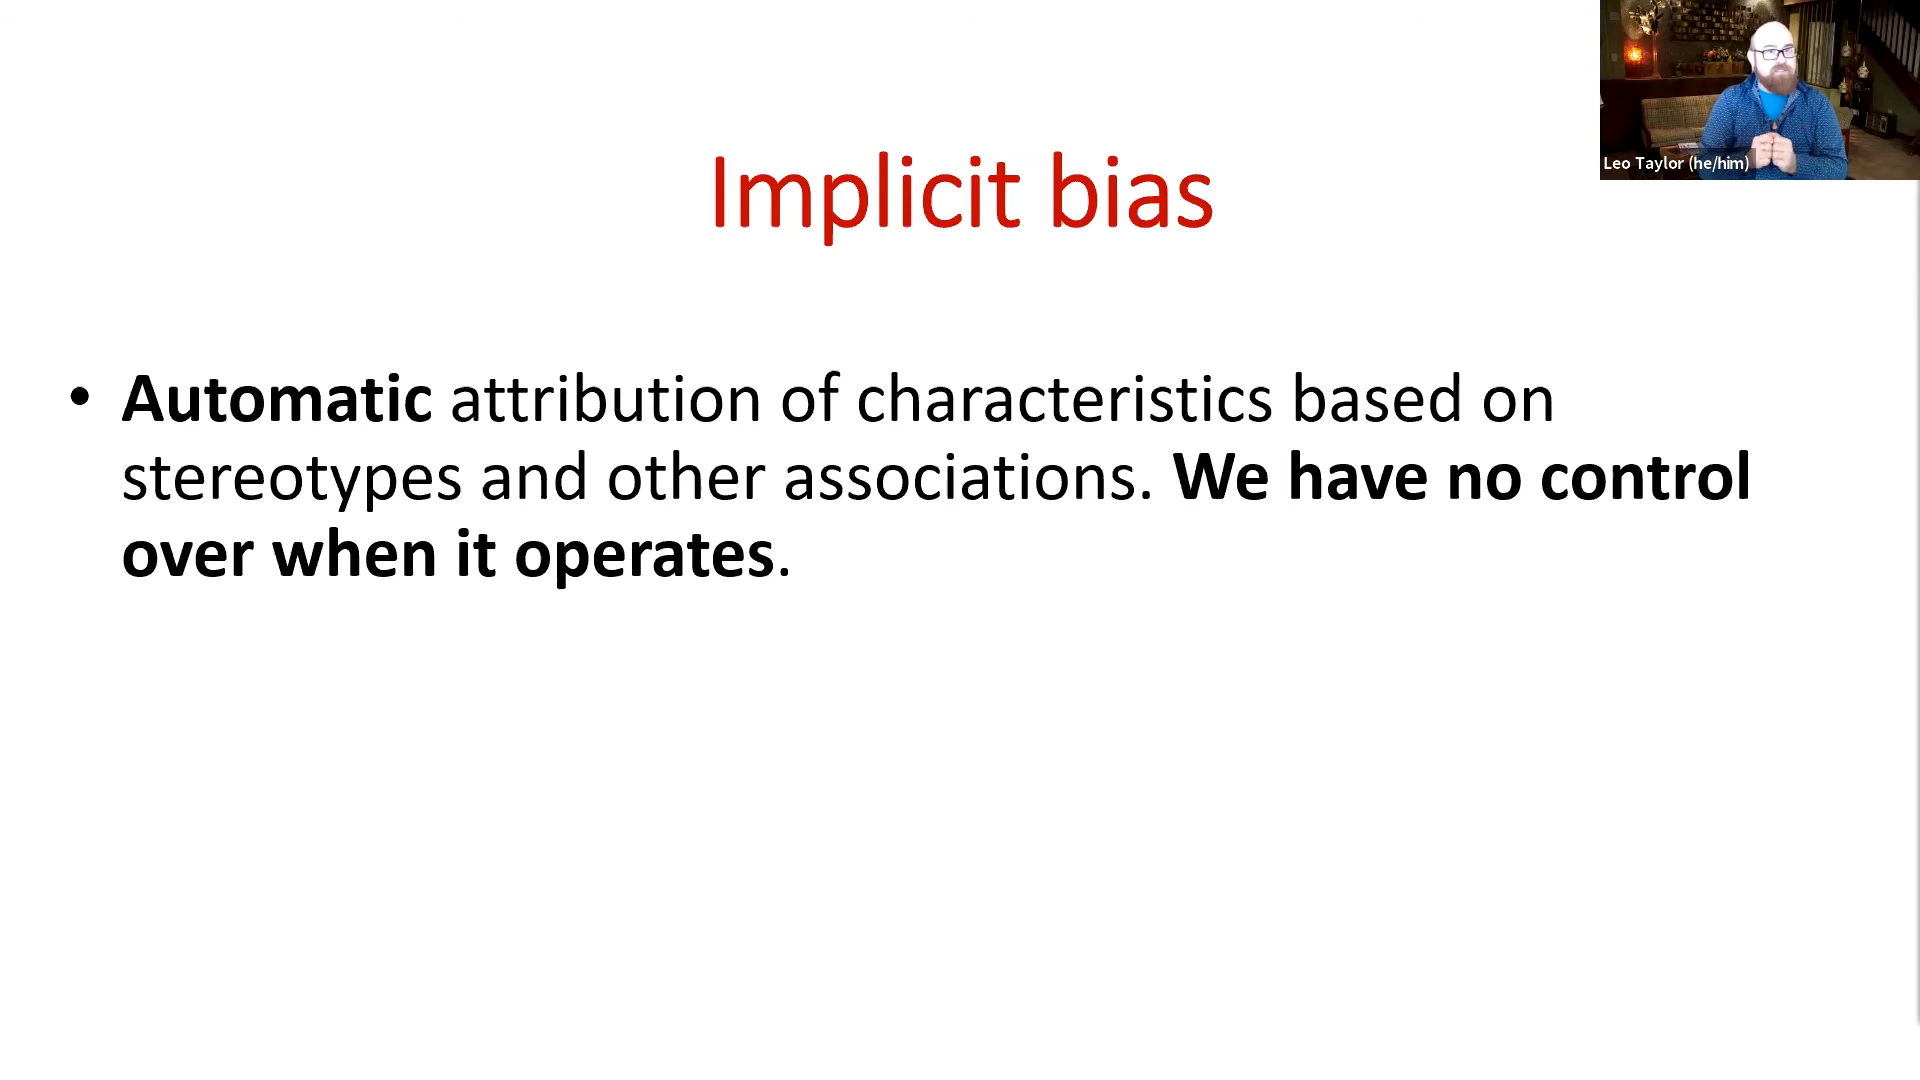 Implicit bias
• Automatic attribution of characteristics based on
stereotypes and other associations. We have no control
over when it operates.
Leo Taylor (he/him)